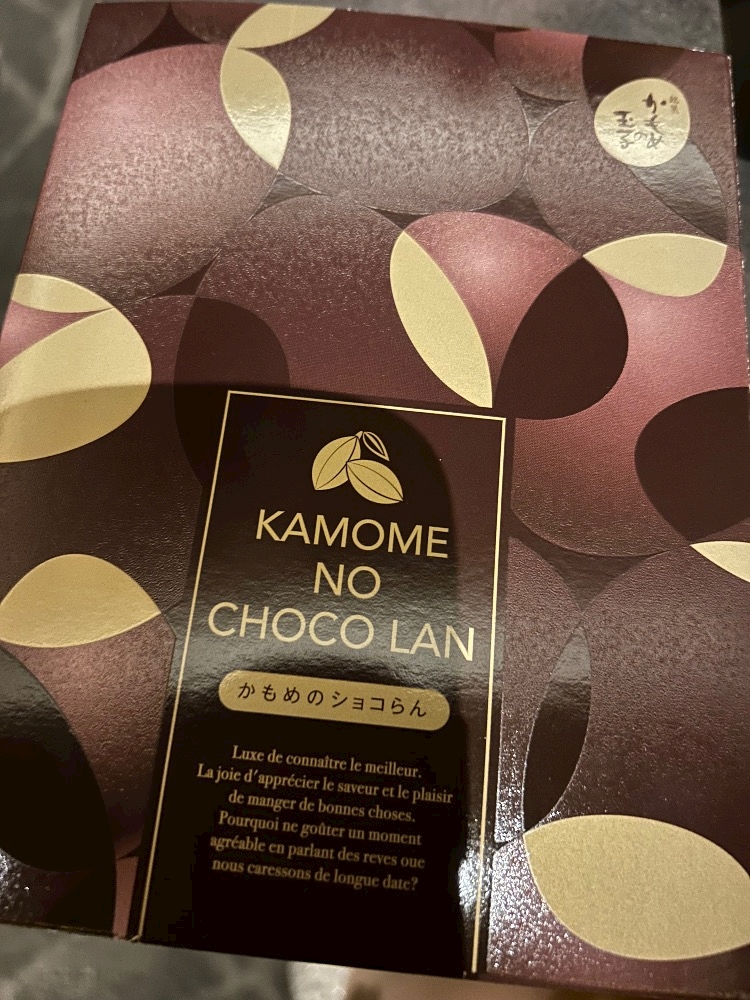 銘菓
かもめの
玉子
KAMOME
NO
CHOCO LAN
かもめのショコらん
Luxe de connaître le meilleur.
La joie d'apprécier le saveur et le plaisir
de manger de bonnes choses.
Pourquoi ne goûter un moment
agréable en parlant des reves oue
nous caressons de longue date?